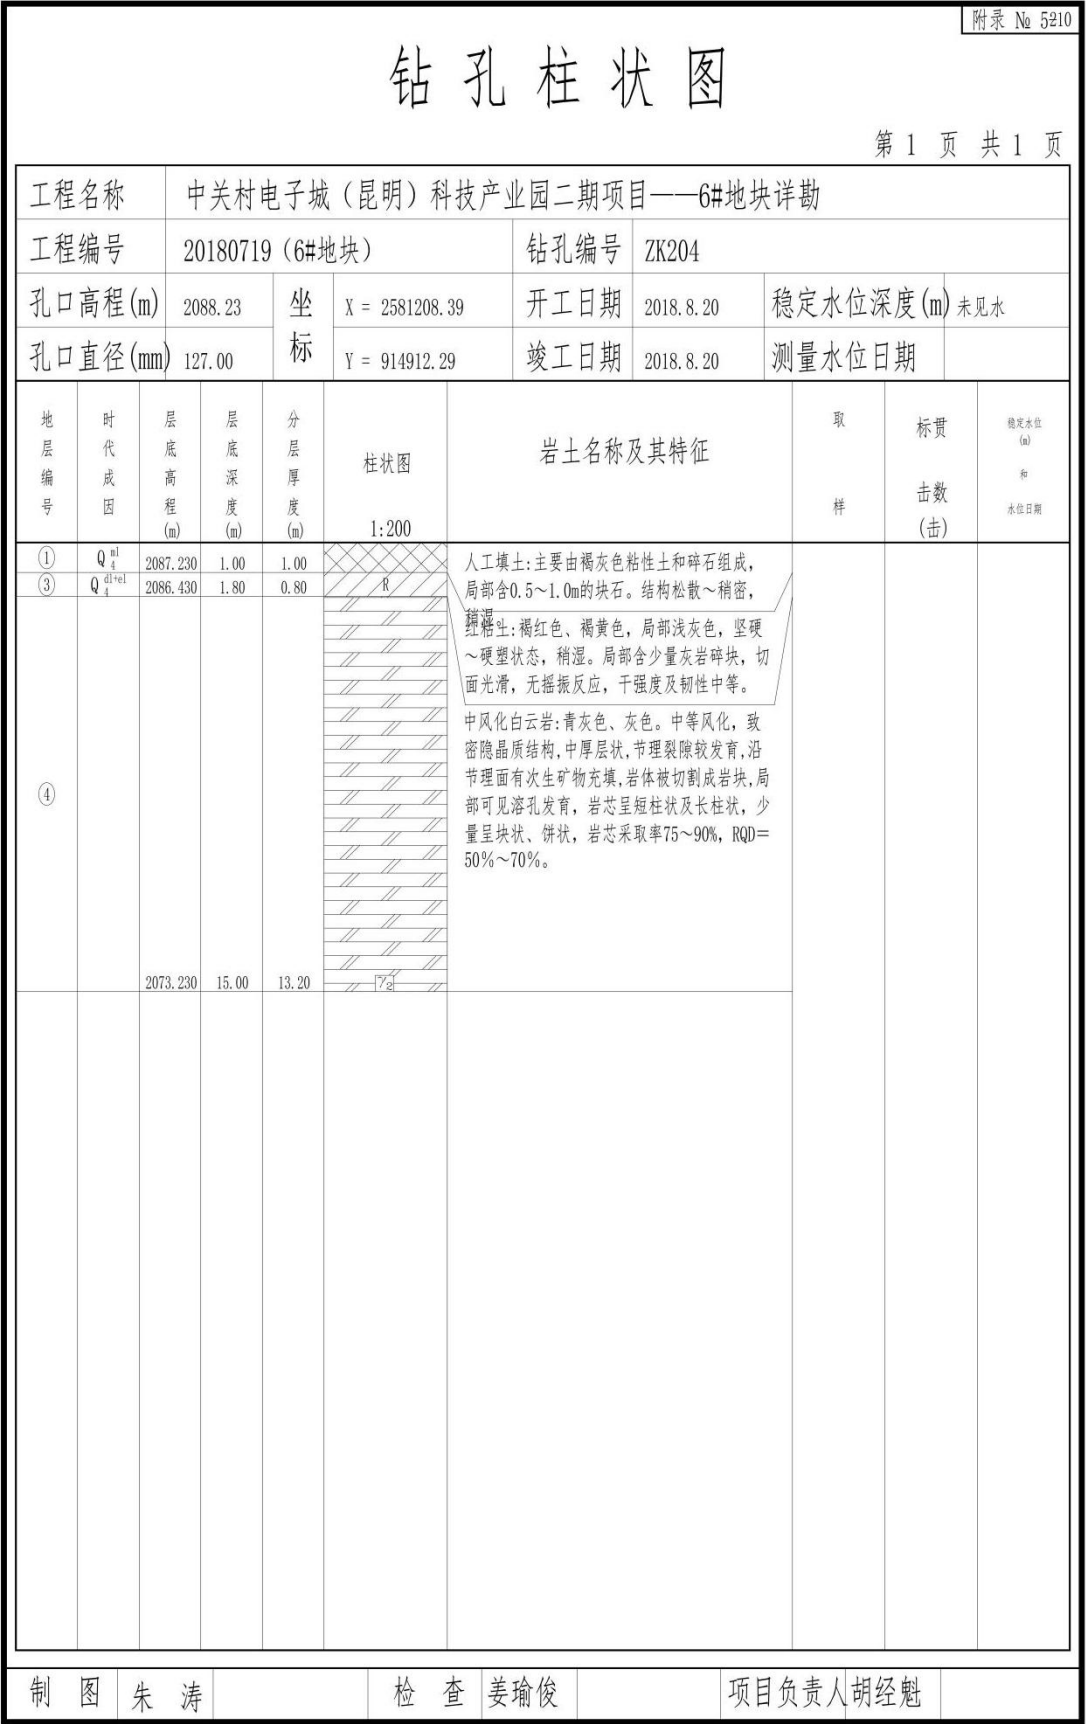 附录 № 5-210
钻孔柱状图
第 1 页 共 1 页
工程名称 中关村电子城（昆明）科技产业园二期项目——6#地块详勘
工程编号 20180719（6#地块） 钻孔编号 ZK204
孔口高程(m) 2088.23 坐标 X = 2581208.39 开工日期 2018.8.20 稳定水位深度(m) 未见水
孔口直径(mm) 127.00 Y = 914912.29 竣工日期 2018.8.20 测量水位日期
地层编号 时代成因 层底高程(m) 层底深度(m) 分层厚度(m) 柱状图 1:200 岩土名称及其特征 取样 标贯击数(击) 稳定水位(m)和水位日期
① Q4ml 2087.230 1.00 1.00
人工填土:主要由褐灰色粘性土和碎石组成，
局部含0.5～1.0m的块石。结构松散～稍密，
稍湿。
③ Q4dl+el 2086.430 1.80 0.80 R
红粘土:褐红色、褐黄色，局部浅灰色，坚硬
～硬塑状态，稍湿。局部含少量灰岩碎块，切
面光滑，无摇振反应，干强度及韧性中等。
④ 2073.230 15.00 13.20
中风化白云岩:青灰色、灰色。中等风化，致
密隐晶质结构,中厚层状,节理裂隙较发育,沿
节理面有次生矿物充填,岩体被切割成岩块,局
部可见溶孔发育，岩芯呈短柱状及长柱状，少
量呈块状、饼状，岩芯采取率75～90%，RQD＝
50%～70%。
制 图 朱 涛 检 查 姜瑜俊 项目负责人 胡经魁